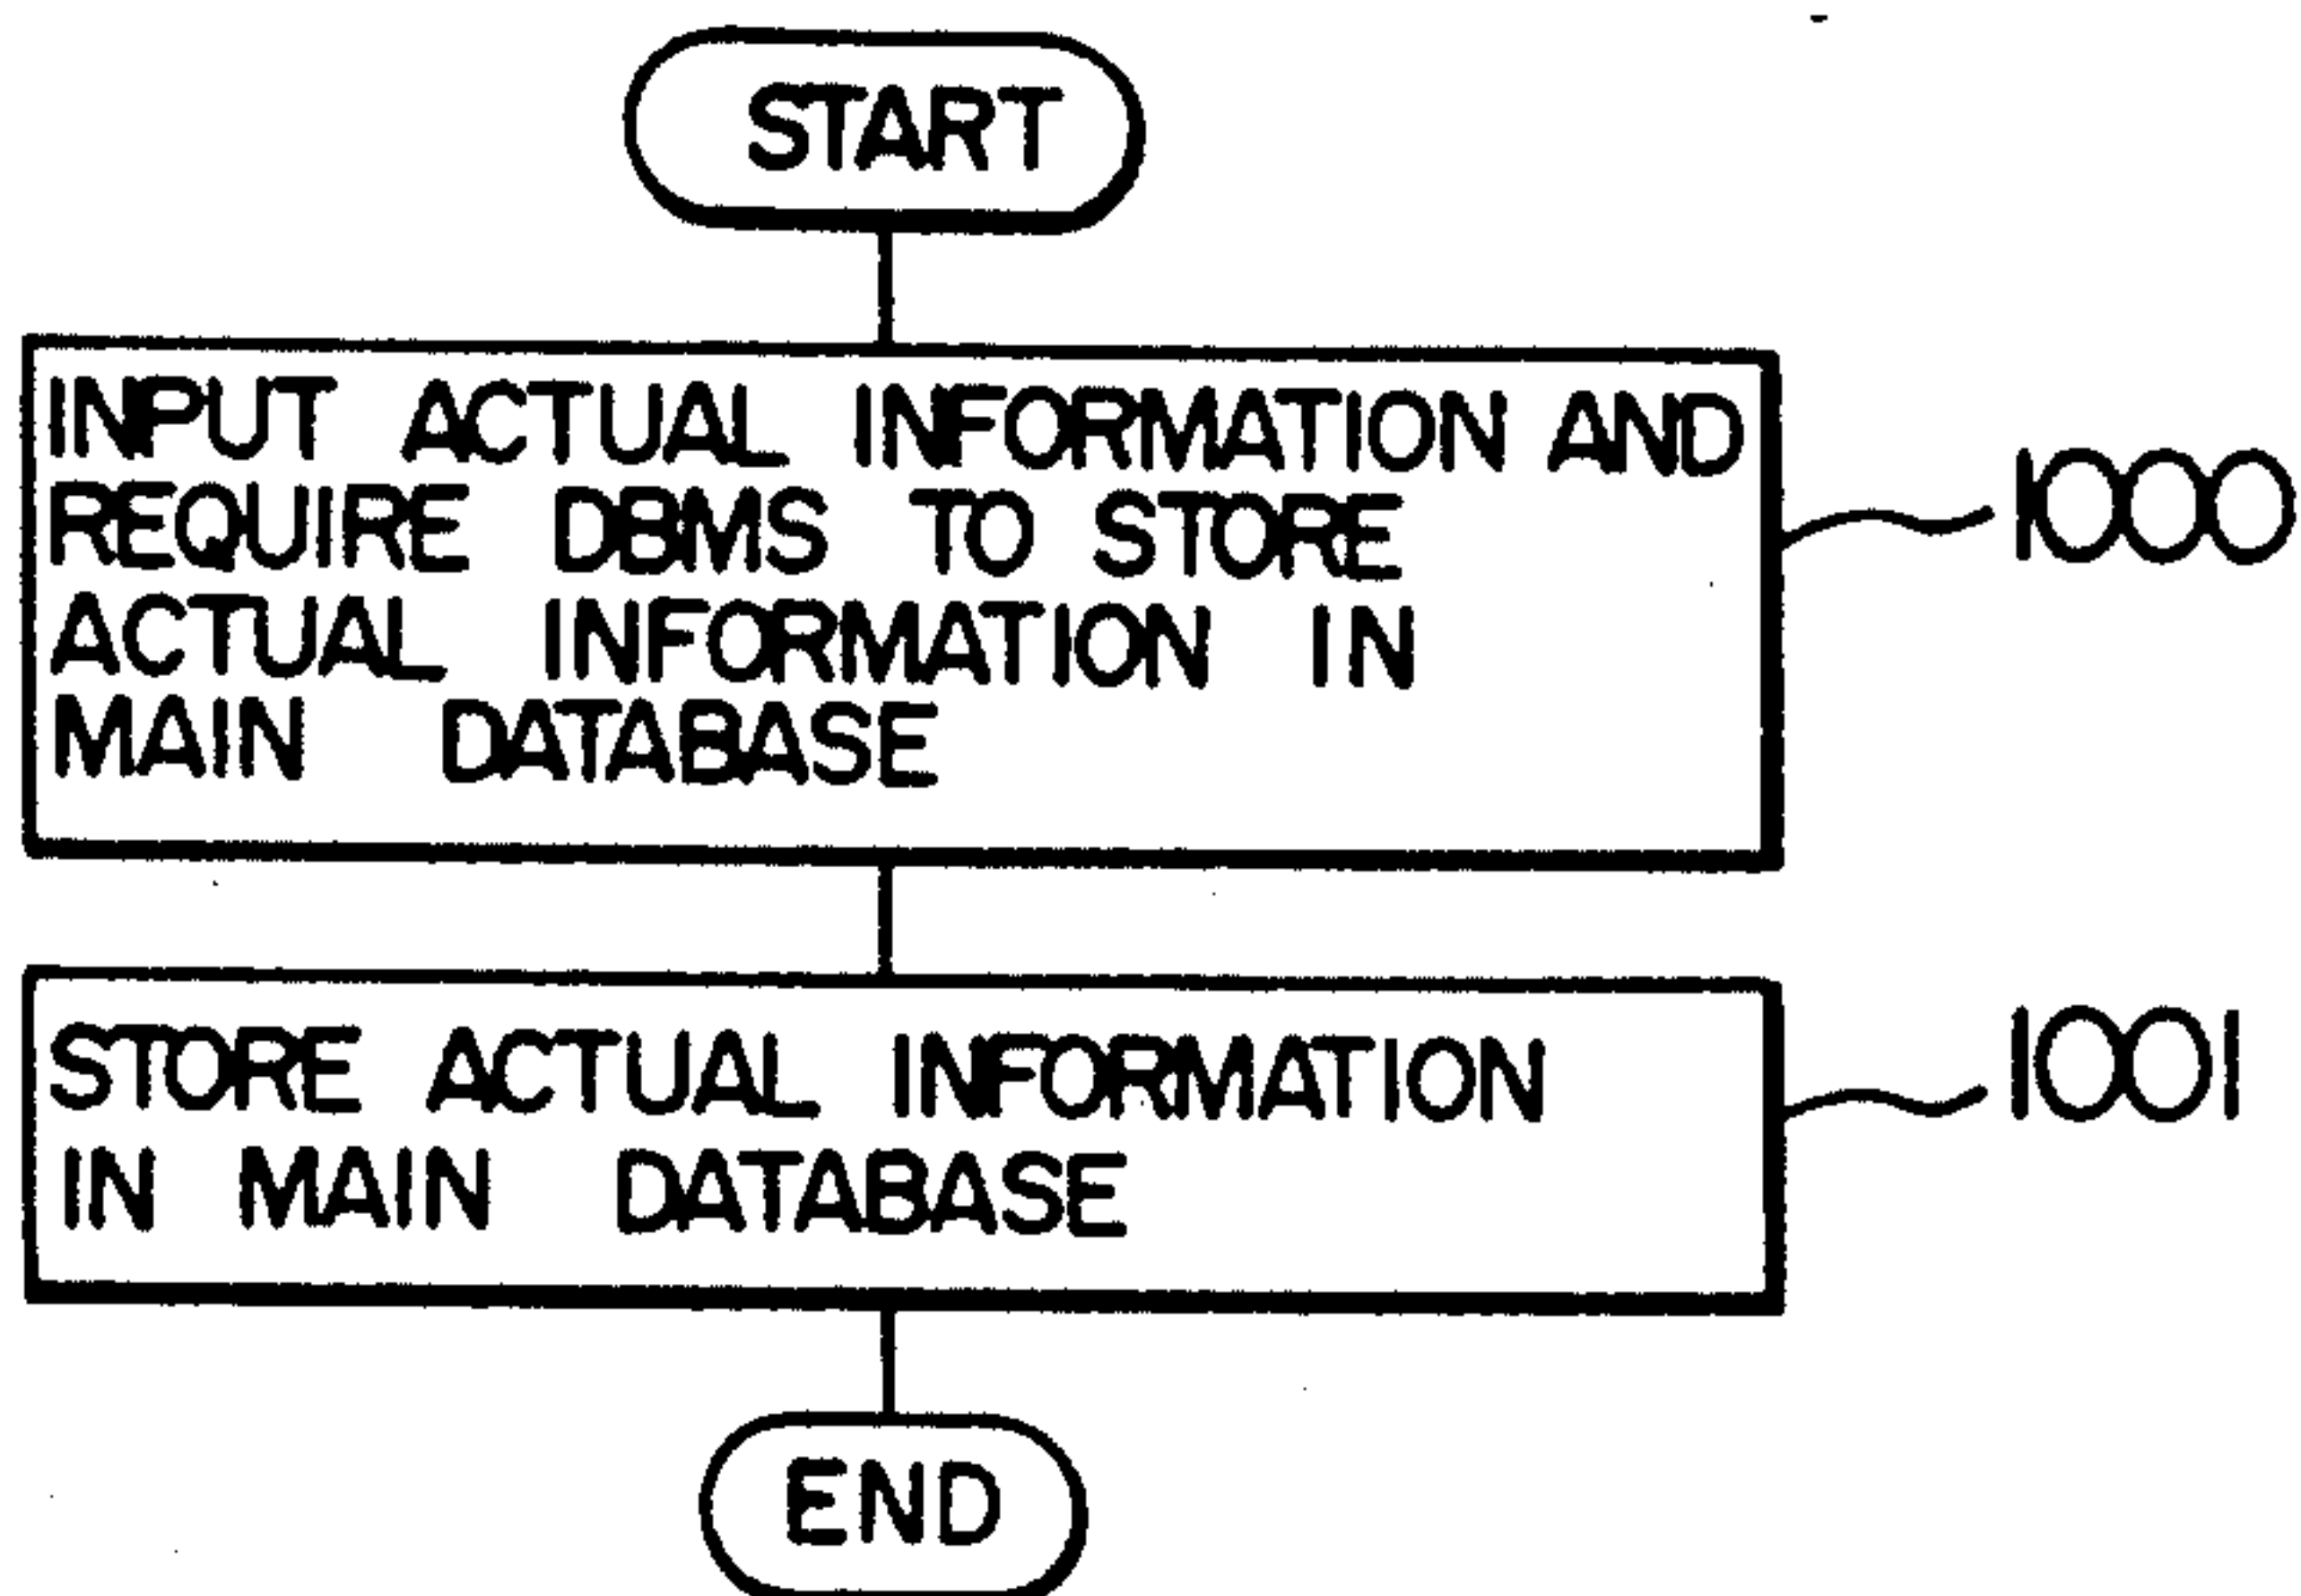 START
INPUT ACTUAL INFORMATION AND
REQUIRE DBMS TO STORE
ACTUAL INFORMATION IN
MAIN DATABASE
1000
STORE ACTUAL INFORMATION
IN MAIN DATABASE
1001
END